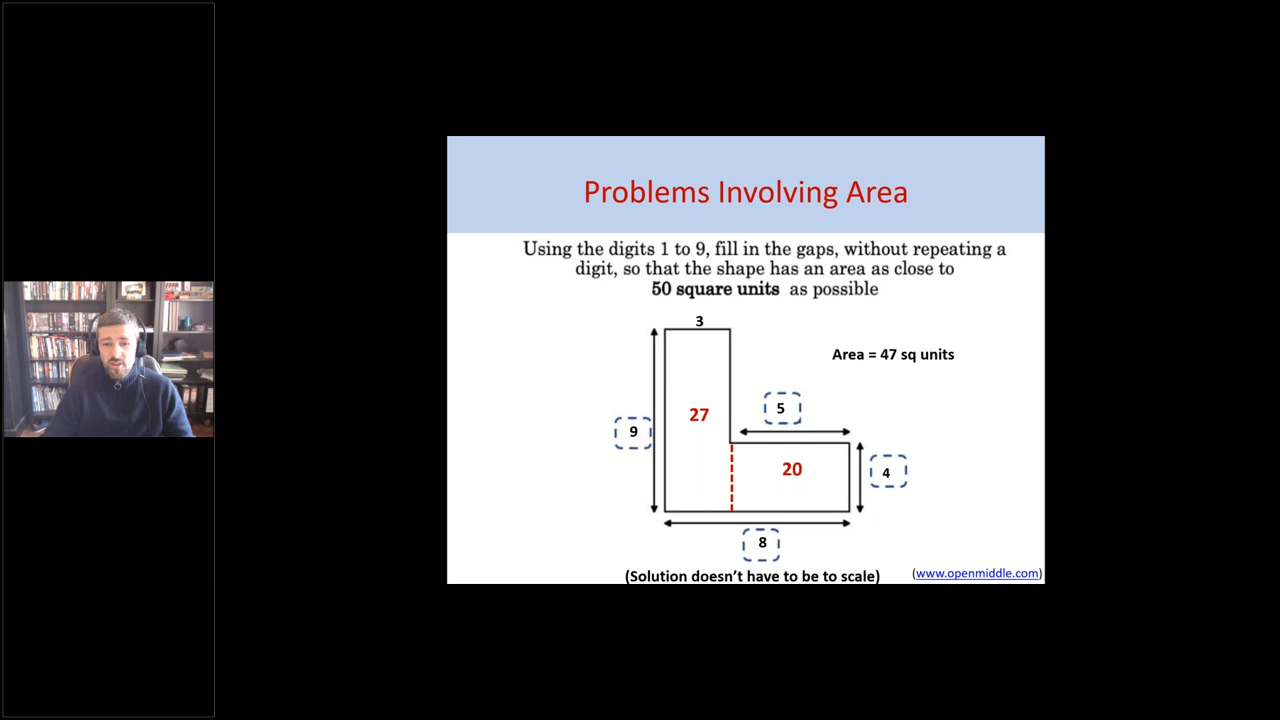 Problems Involving Area
Using the digits 1 to 9, fill in the gaps, without repeating a
digit, so that the shape has an area as close to
50 square units as possible
3
Area = 47 sq units
5
27
9
20
4
8
(Solution doesn't have to be to scale)
(www.openmiddle.com)